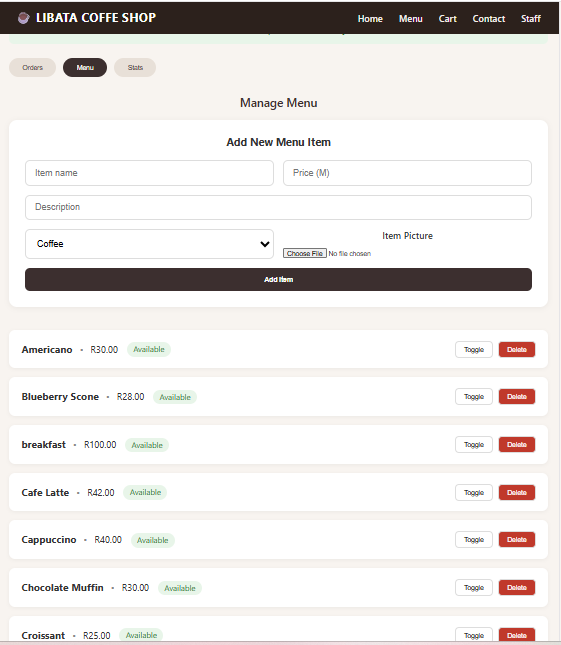 LIBATA COFFE SHOP Home Menu Cart Contact Staff
Orders Menu Stats
Manage Menu
Add New Menu Item
Item name Price (M)
Description
Coffee Item Picture
Choose File No file chosen
Add Item
Americano • R30.00 Available Toggle Delete
Blueberry Scone • R28.00 Available Toggle Delete
breakfast • R100.00 Available Toggle Delete
Cafe Latte • R42.00 Available Toggle Delete
Cappuccino • R40.00 Available Toggle Delete
Chocolate Muffin • R30.00 Available Toggle Delete
Croissant • R25.00 Available Toggle Delete